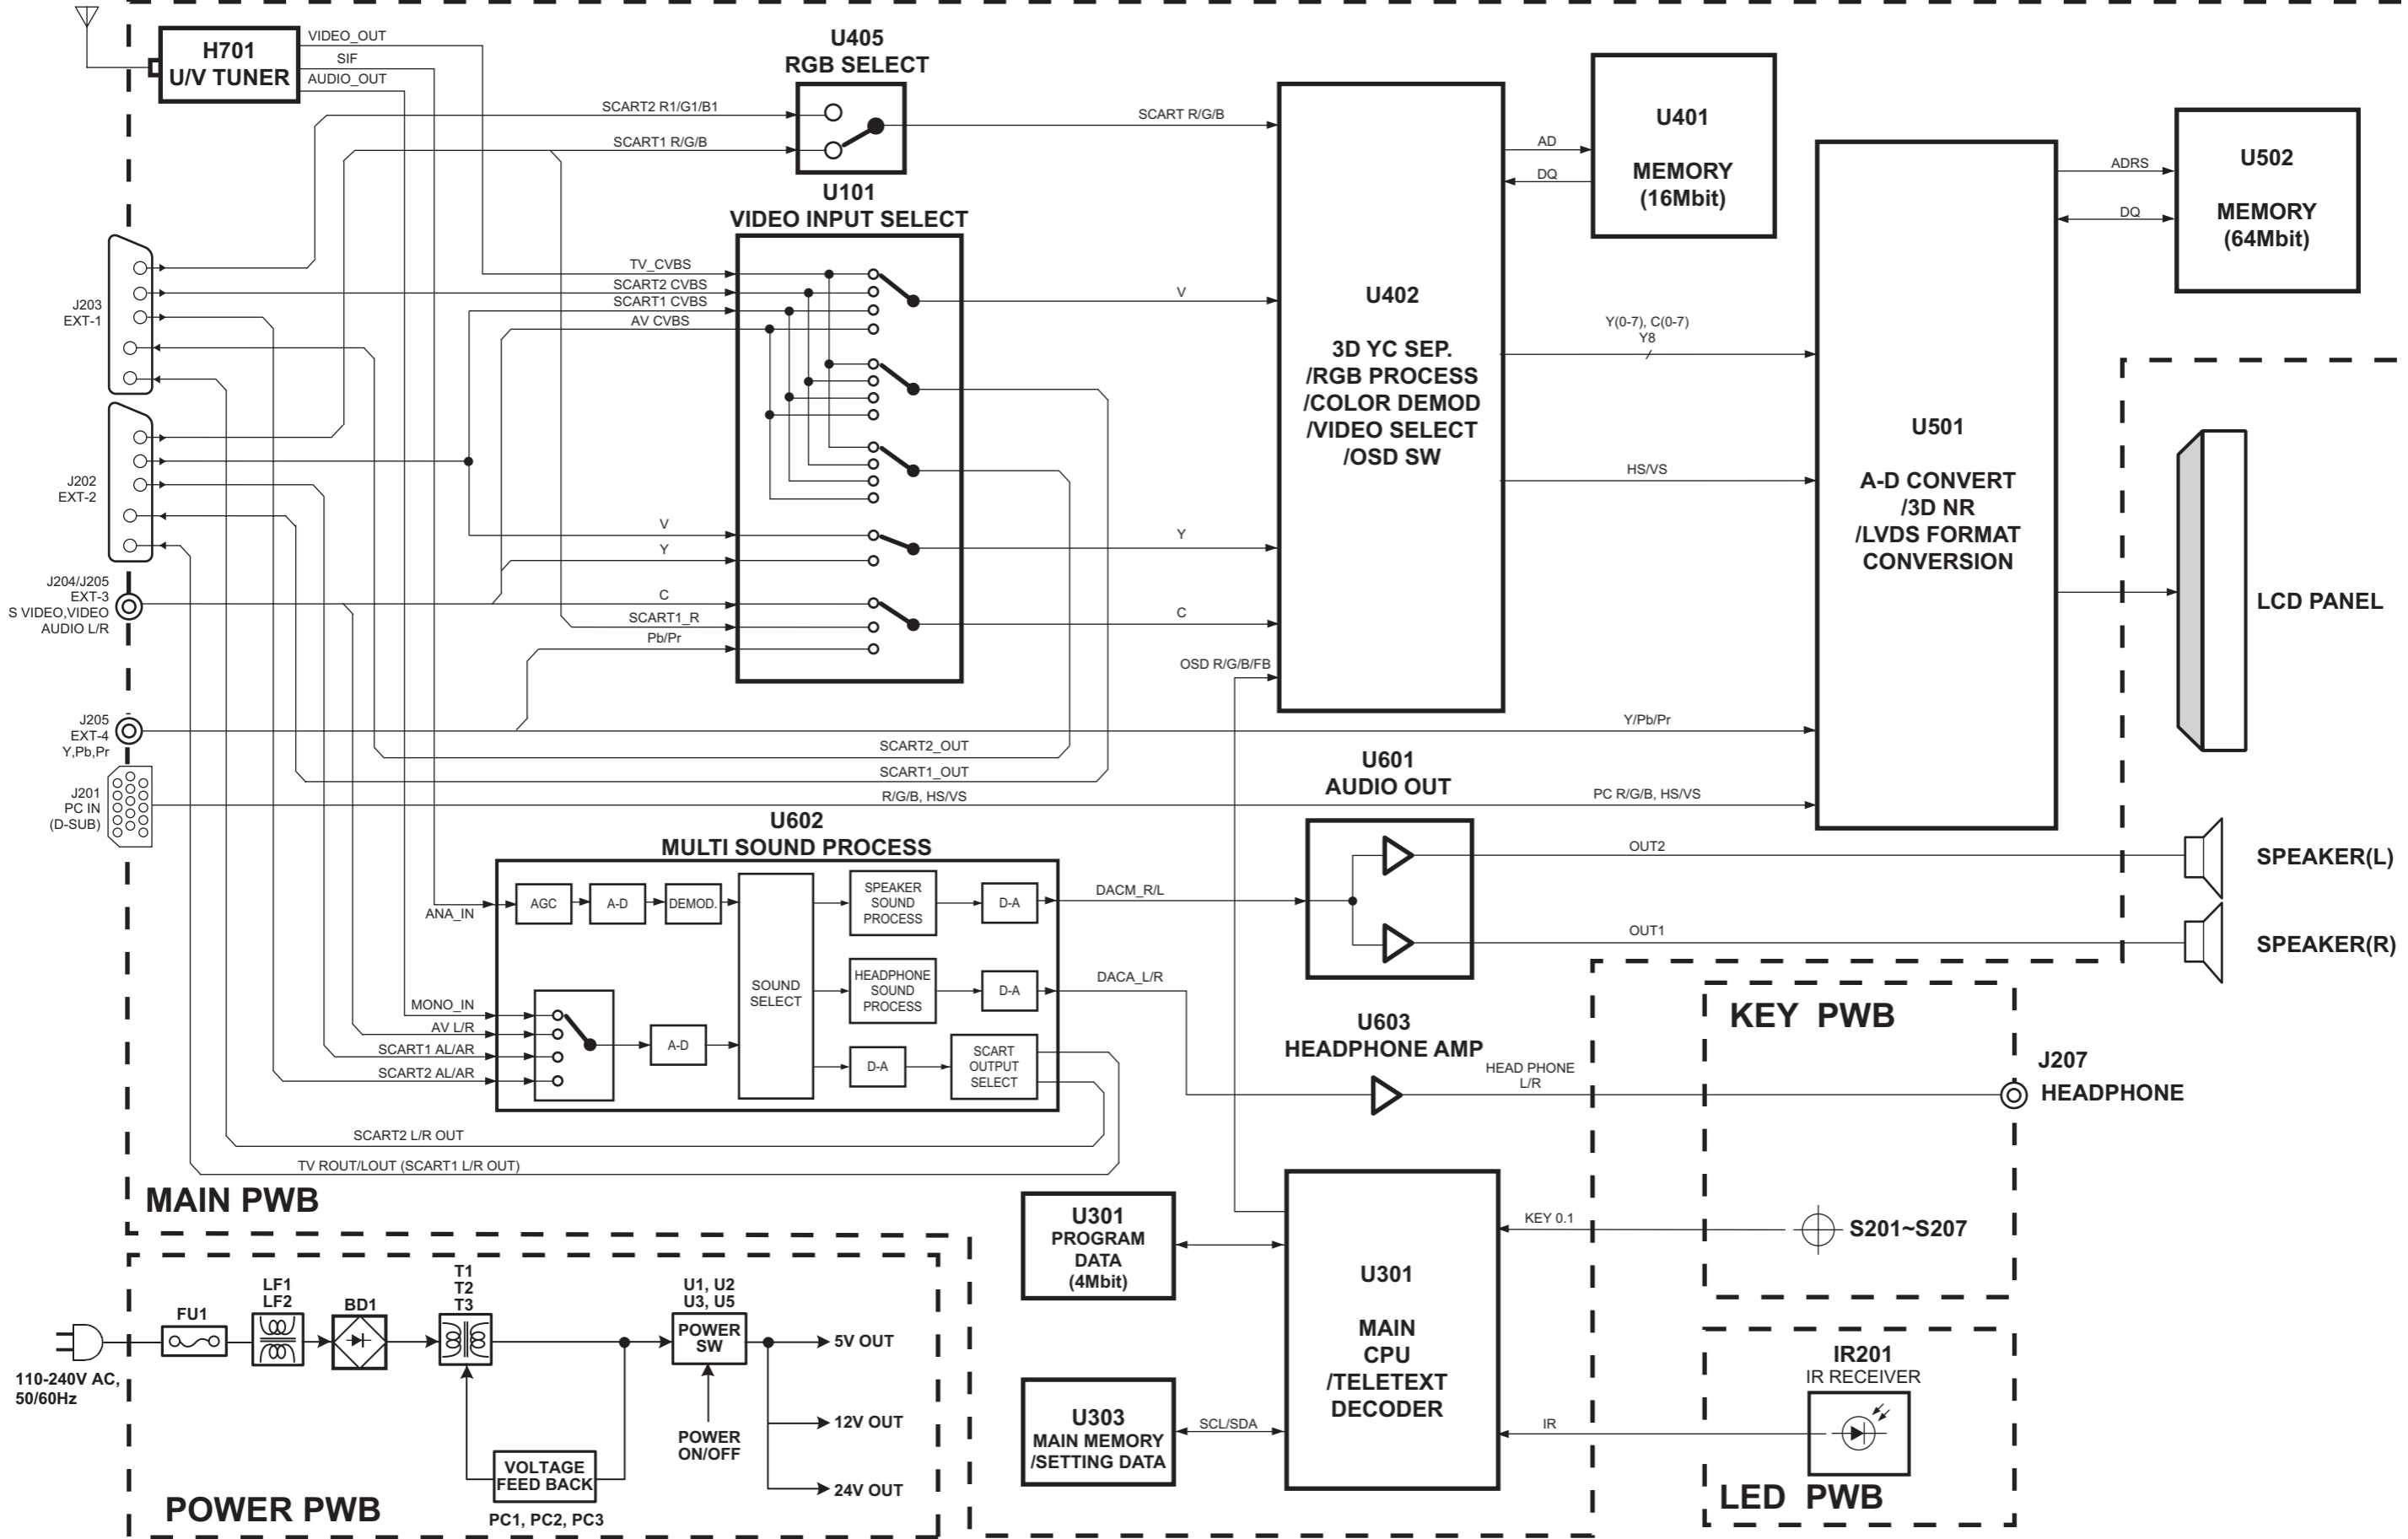 H701
U/V TUNER
VIDEO_OUT
SIF
AUDIO_OUT
U405
RGB SELECT
SCART2 R1/G1/B1
SCART1 R/G/B
SCART R/G/B
U101
VIDEO INPUT SELECT
TV_CVBS
SCART2 CVBS
SCART1 CVBS
AV CVBS
V
V
Y
Y
C
SCART1_R
Pb/Pr
C
OSD R/G/B/FB
U402
3D YC SEP.
/RGB PROCESS
/COLOR DEMOD
/VIDEO SELECT
/OSD SW
AD
DQ
U401
MEMORY
(16Mbit)
Y(0-7), C(0-7)
Y8
HS/VS
U501
A-D CONVERT
/3D NR
/LVDS FORMAT
CONVERSION
ADRS
DQ
U502
MEMORY
(64Mbit)
LCD PANEL
J203
EXT-1
J202
EXT-2
J204/J205
EXT-3
S VIDEO,VIDEO
AUDIO L/R
J205
EXT-4
Y,Pb,Pr
J201
PC IN
(D-SUB)
Y/Pb/Pr
SCART2_OUT
SCART1_OUT
R/G/B, HS/VS
PC R/G/B, HS/VS
U602
MULTI SOUND PROCESS
ANA_IN
AGC
A-D
DEMOD.
SOUND
SELECT
SPEAKER
SOUND
PROCESS
D-A
HEADPHONE
SOUND
PROCESS
D-A
D-A
SCART
OUTPUT
SELECT
MONO_IN
AV L/R
SCART1 AL/AR
SCART2 AL/AR
A-D
SCART2 L/R OUT
TV ROUT/LOUT (SCART1 L/R OUT)
DACM_R/L
DACA_L/R
U601
AUDIO OUT
OUT2
OUT1
SPEAKER(L)
SPEAKER(R)
U603
HEADPHONE AMP
HEAD PHONE
L/R
KEY PWB
J207
HEADPHONE
S201~S207
KEY 0.1
MAIN PWB
U301
PROGRAM
DATA
(4Mbit)
U303
MAIN MEMORY
/SETTING DATA
SCL/SDA
U301
MAIN
CPU
/TELETEXT
DECODER
IR
IR201
IR RECEIVER
LED PWB
110-240V AC,
50/60Hz
FU1
LF1
LF2
BD1
T1
T2
T3
U1, U2
U3, U5
POWER
SW
POWER
ON/OFF
5V OUT
12V OUT
24V OUT
VOLTAGE
FEED BACK
PC1, PC2, PC3
POWER PWB